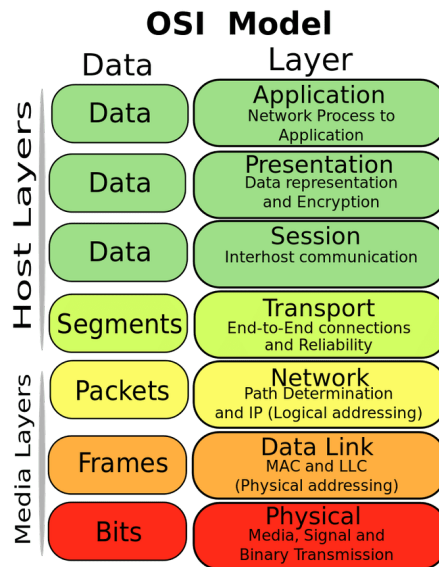 OSI Model
Data
Layer
Host Layers
Data
Application
Network Process to
Application
Data
Presentation
Data representation
and Encryption
Data
Session
Interhost communication
Segments
Transport
End-to-End connections
and Reliability
Media Layers
Packets
Network
Path Determination
and IP (Logical addressing)
Frames
Data Link
MAC and LLC
(Physical addressing)
Bits
Physical
Media, Signal and
Binary Transmission